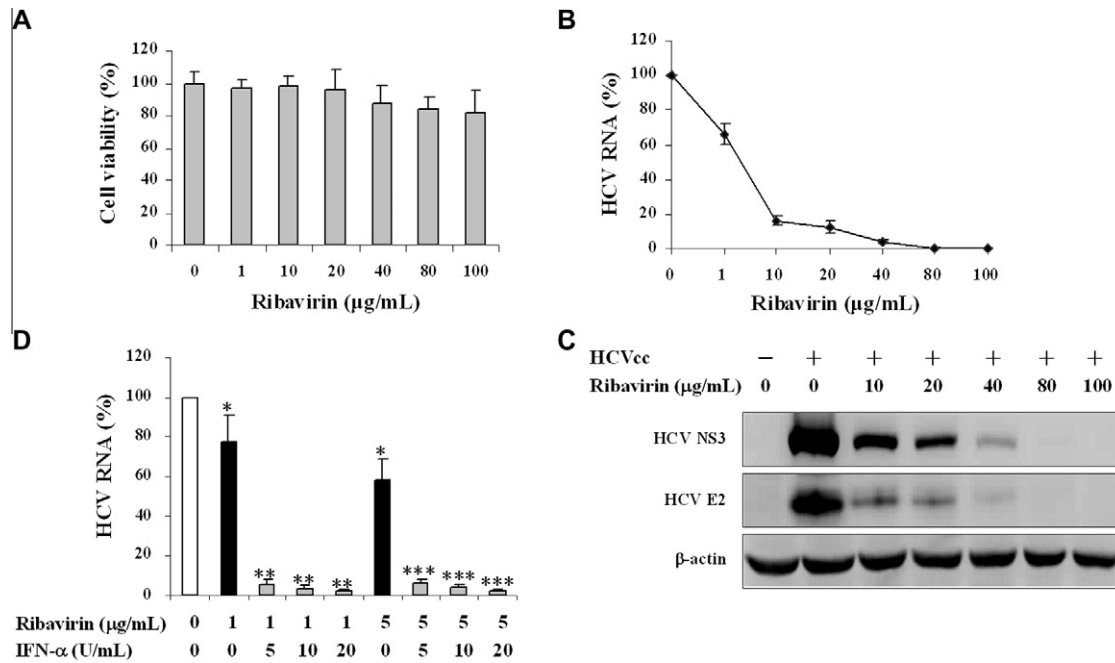 A
120
100
80
60
40
20
0
Cell viability (%)
0 1 10 20 40 80 100
Ribavirin (µg/mL)
B
120
100
80
60
40
20
0
HCV RNA (%)
0 1 10 20 40 80 100
Ribavirin (µg/mL)
D
120
100
80
60
40
20
0
HCV RNA (%)
* ** ** ** * *** *** ***
Ribavirin (µg/mL) 0 1 1 1 1 5 5 5 5
IFN-α (U/mL) 0 0 5 10 20 0 5 10 20
C
HCVcc − + + + + + +
Ribavirin (µg/mL) 0 0 10 20 40 80 100
HCV NS3
HCV E2
β-actin